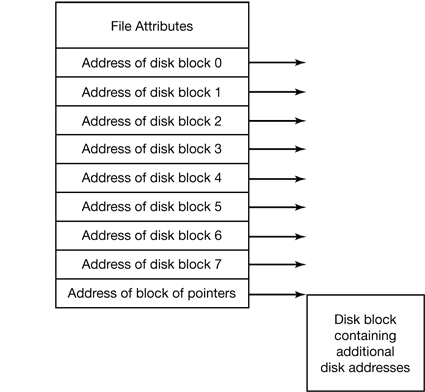 File Attributes
Address of disk block 0
Address of disk block 1
Address of disk block 2
Address of disk block 3
Address of disk block 4
Address of disk block 5
Address of disk block 6
Address of disk block 7
Address of block of pointers
Disk block
containing
additional
disk addresses